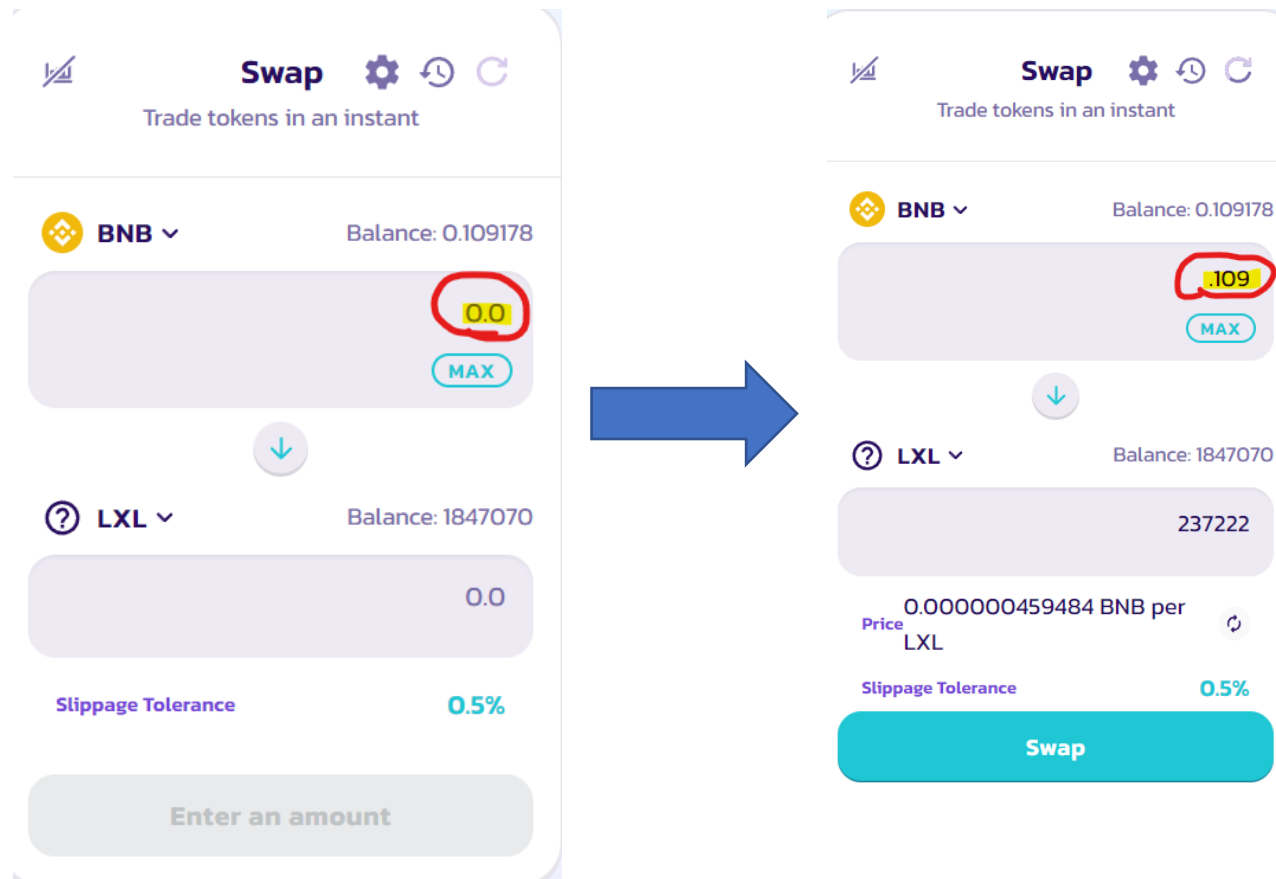 Swap
Trade tokens in an instant
BNB
Balance: 0.109178
0.0
MAX
LXL
Balance: 1847070
0.0
Slippage Tolerance
0.5%
Enter an amount
Swap
Trade tokens in an instant
BNB
Balance: 0.109178
.109
MAX
LXL
Balance: 1847070
237222
Price
0.000000459484 BNB per
LXL
Slippage Tolerance
0.5%
Swap